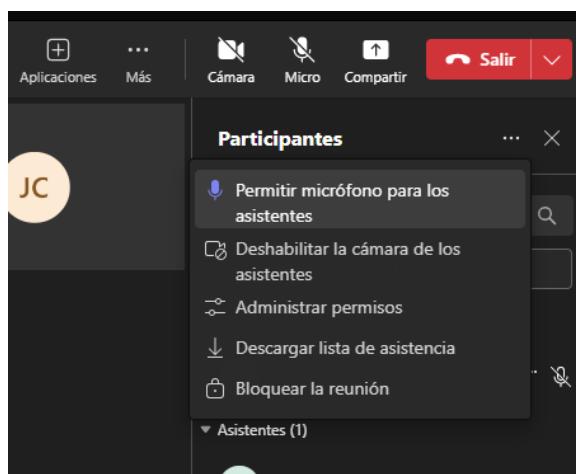 Aplicaciones Más Cámara Micro Compartir Salir
Participantes
JC
Permitir micrófono para los
asistentes
Deshabilitar la cámara de los
asistentes
Administrar permisos
Descargar lista de asistencia
Bloquear la reunión
Asistentes (1)